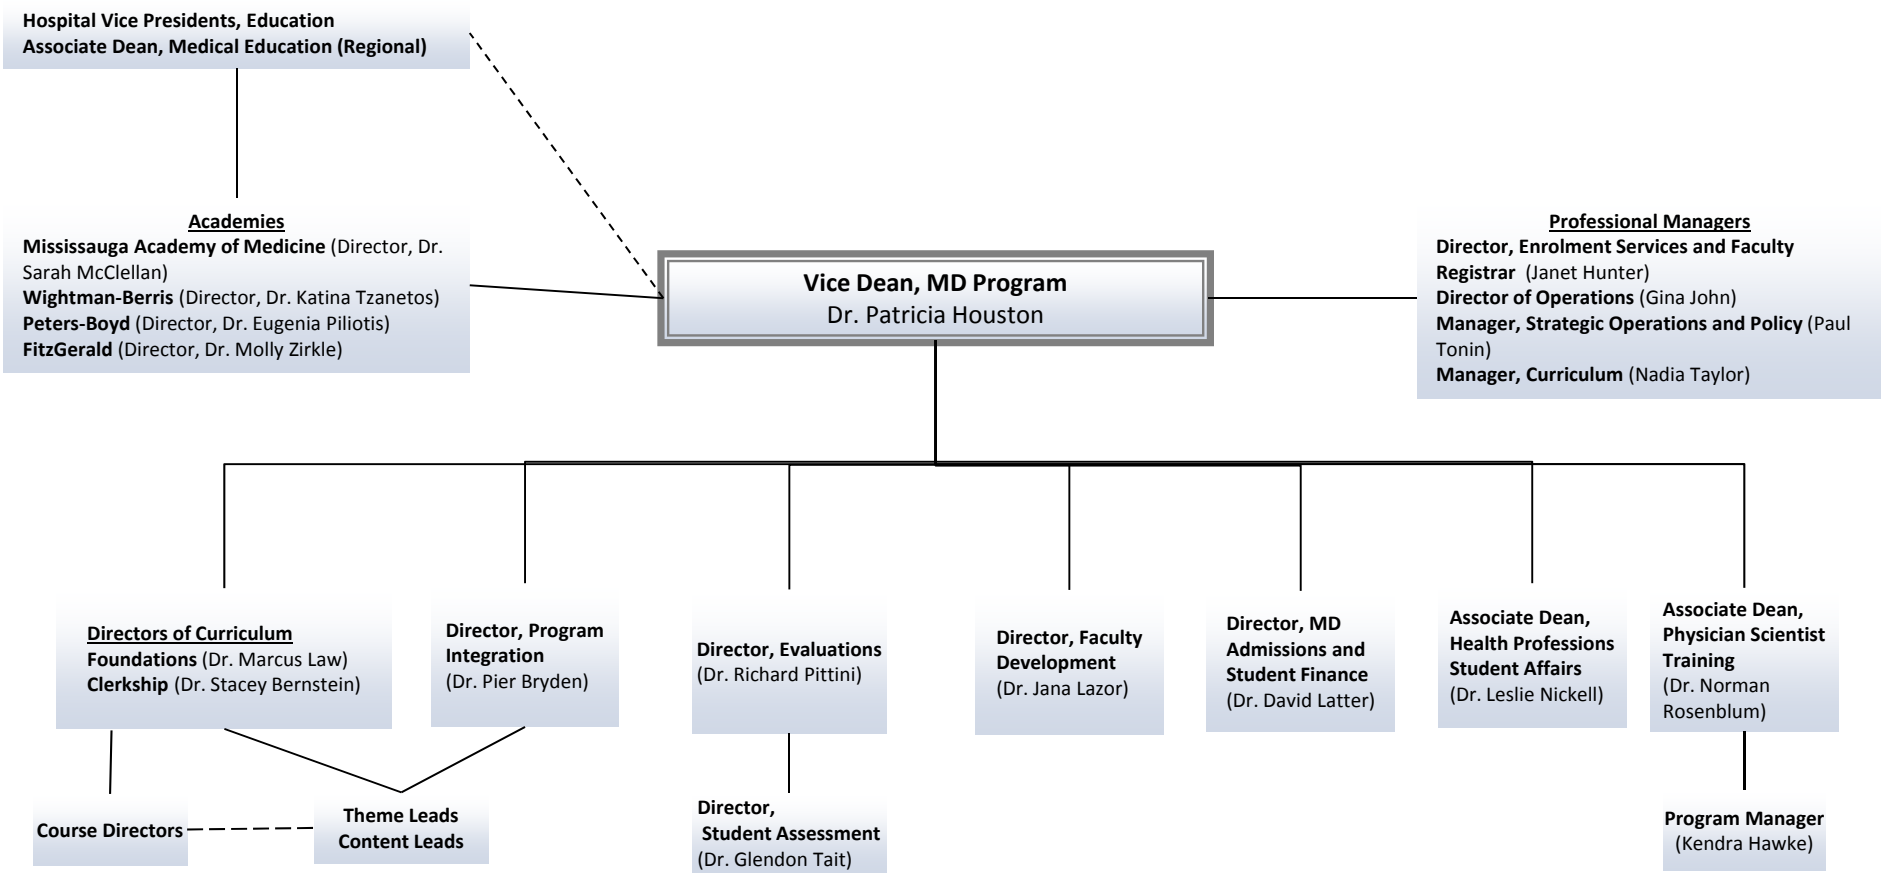 Hospital Vice Presidents, Education
Associate Dean, Medical Education (Regional)
Academies
Mississauga Academy of Medicine (Director, Dr.
Sarah McClellan)
Wightman-Berris (Director, Dr. Katina Tzanetos)
Peters-Boyd (Director, Dr. Eugenia Piliotis)
FitzGerald (Director, Dr. Molly Zirkle)
Vice Dean, MD Program
Dr. Patricia Houston
Professional Managers
Director, Enrolment Services and Faculty
Registrar (Janet Hunter)
Director of Operations (Gina John)
Manager, Strategic Operations and Policy (Paul
Tonin)
Manager, Curriculum (Nadia Taylor)
Directors of Curriculum
Foundations (Dr. Marcus Law)
Clerkship (Dr. Stacey Bernstein)
Director, Program
Integration
(Dr. Pier Bryden)
Director, Evaluations
(Dr. Richard Pittini)
Director, Faculty
Development
(Dr. Jana Lazor)
Director, MD
Admissions and
Student Finance
(Dr. David Latter)
Associate Dean,
Health Professions
Student Affairs
(Dr. Leslie Nickell)
Associate Dean,
Physician Scientist
Training
(Dr. Norman
Rosenblum)
Course Directors
Theme Leads
Content Leads
Director,
Student Assessment
(Dr. Glendon Tait)
Program Manager
(Kendra Hawke)